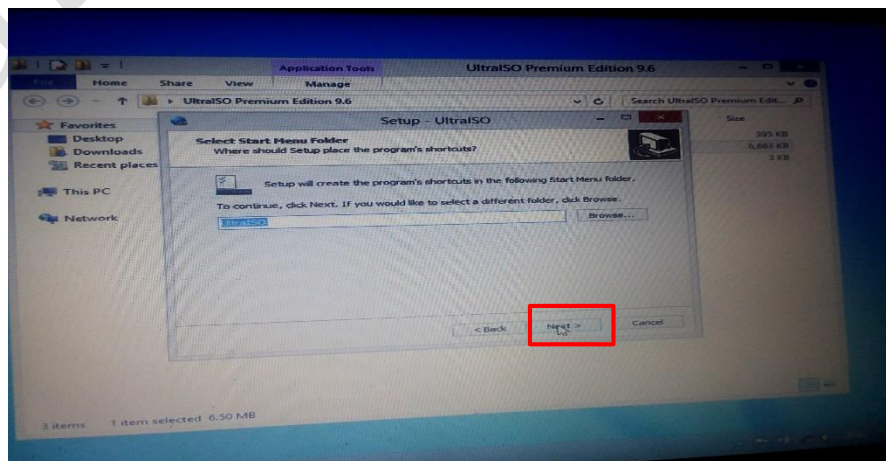 Application Tools
UltraISO Premium Edition 9.6
Home Share View Manage
UltraISO Premium Edition 9.6
Search UltraISO Premium Edit...
Favorites
Desktop
Downloads
Recent places
This PC
Network
Size
395 KB
6,663 KB
3 KB
Setup - UltraISO
Select Start Menu Folder
Where should Setup place the program's shortcuts?
Setup will create the program's shortcuts in the following Start Menu folder.
To continue, click Next. If you would like to select a different folder, click Browse.
UltraISO
Browse...
< Back
Next >
Cancel
3 items 1 item selected 6.50 MB